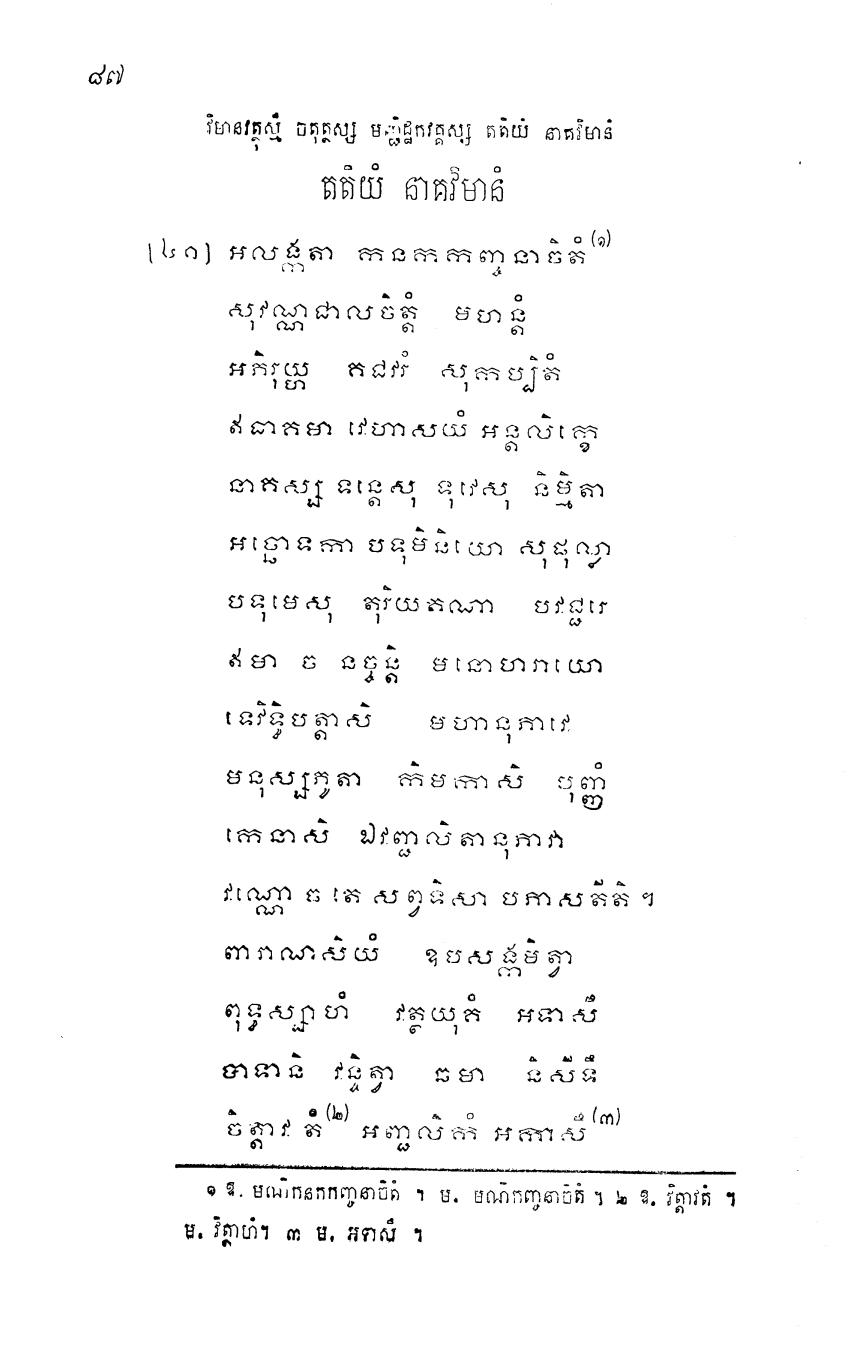 ៨៧
វិមានវត្ថុស្មឹ ចតុត្ថស្ស មញ្ជិដ្ឋកវគ្គស្ស តតិយំ នាគវិមានំ
តតិយំ នាគវិមានំ
[៤១] អលង្កតា កនកកញ្ចនាចិតំ(១)
សុវណ្ណជាលចិត្តំ មហន្តំ
អភិរុយ្ហ គជវរំ សុកប្បិតំ
ឥធាគមា វេហាសយំ អន្តលិក្ខេ
នាគស្ស ទន្តេសុ ទុវេសុ និម្មិតា
អច្ឆោទកា បទុមិនិយោ សុផុល្លា
បទុមេសុ តុរិយគណា បវជ្ជរេ
ឥមា ច នច្ចន្តិ មនោហរាយោ
ទេវិទ្ធិបត្តាសិ មហានុភាវេ
មនុស្សភូតា កិមកាសិ បុញ្ញំ
កេនាសិ ឯវញ្ជលិតានុភាវា
វណ្ណោ ច តេ សព្វទិសា បភាសតីតិ ។
ពារាណសិយំ ឧបសង្កមិត្វា
ពុទ្ធស្សាហំ វត្ថយុគំ អទាសឹ
បាទានិ វន្ទិត្វា ឆមា និសីទឹ
ចិត្តាវ តំ(២) អញ្ជលិកំ អកាសឹ(៣)
១ ឱ. មណិកនកកញ្ចនាចិតំ ។ ម. មណិកញ្ចនាចិតំ ។ ២ ឱ. វិត្តាវតំ ។
ម. វិត្តាហំ។ ៣ ម. អទាសឹ ។